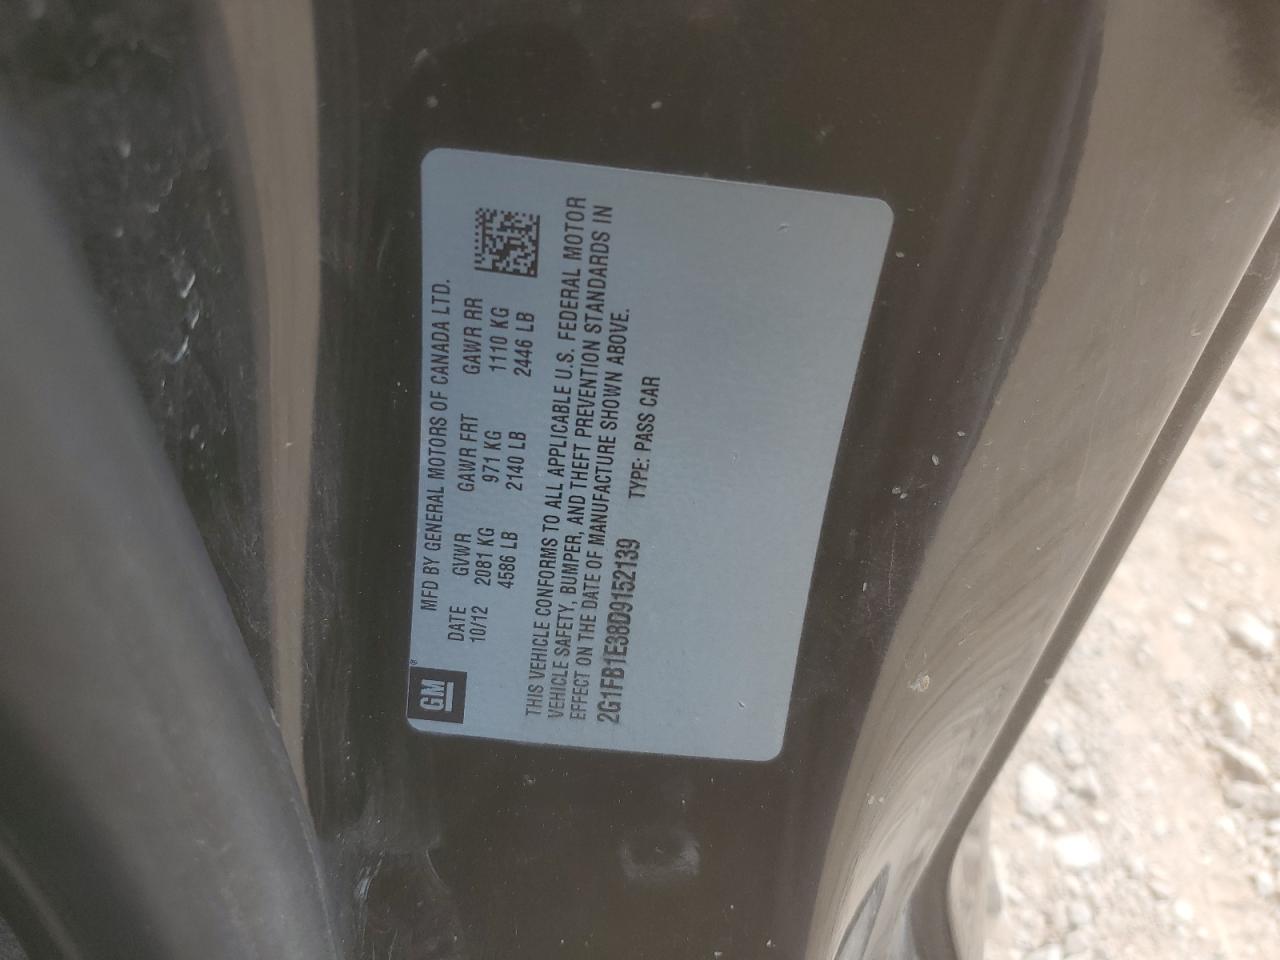 GM®
MFD BY GENERAL MOTORS OF CANADA LTD.
DATE GVWR GAWR FRT GAWR RR
10/12 2081 KG 971 KG 1110 KG
4586 LB 2140 LB 2446 LB
THIS VEHICLE CONFORMS TO ALL APPLICABLE U.S. FEDERAL MOTOR
VEHICLE SAFETY, BUMPER, AND THEFT PREVENTION STANDARDS IN
EFFECT ON THE DATE OF MANUFACTURE SHOWN ABOVE.
2G1FB1E38D9152139 TYPE: PASS CAR